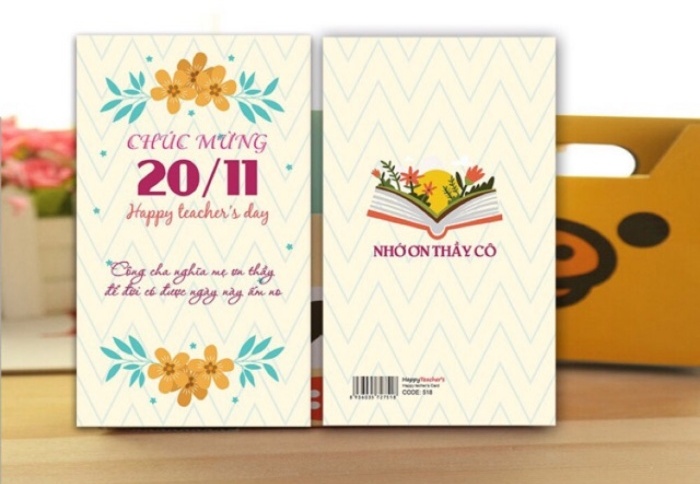 CHÚC MỪNG
20/11
Happy teacher's day
Công cha nghĩa mẹ ơn thầy
để đời có được ngày này ấm no
NHỚ ƠN THẦY CÔ
HappyTeacher's
CODE: 518